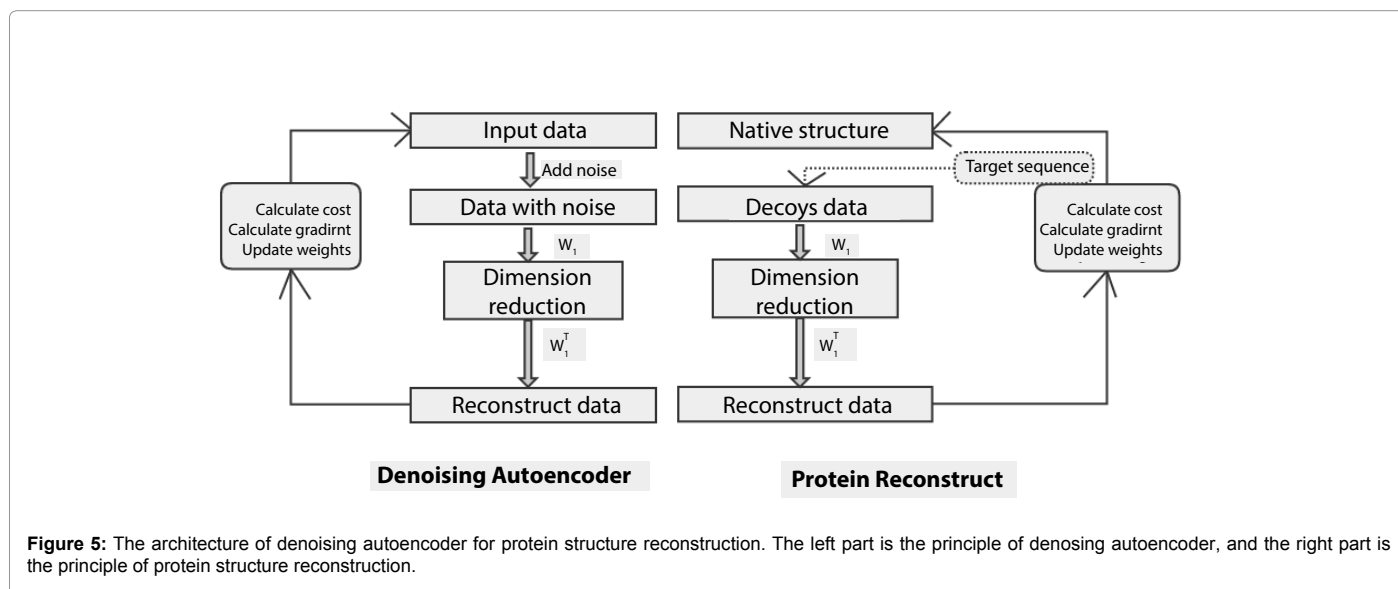 Input data
Add noise
Data with noise
W₁
Dimension
reduction
W₁ᵀ
Reconstruct data
Calculate cost
Calculate gradirnt
Update weights
Denoising Autoencoder
Native structure
Target sequence
Decoys data
W₁
Dimension
reduction
W₁ᵀ
Reconstruct data
Calculate cost
Calculate gradirnt
Update weights
Protein Reconstruct
Figure 5: The architecture of denoising autoencoder for protein structure reconstruction. The left part is the principle of denosing autoencoder, and the right part is
the principle of protein structure reconstruction.